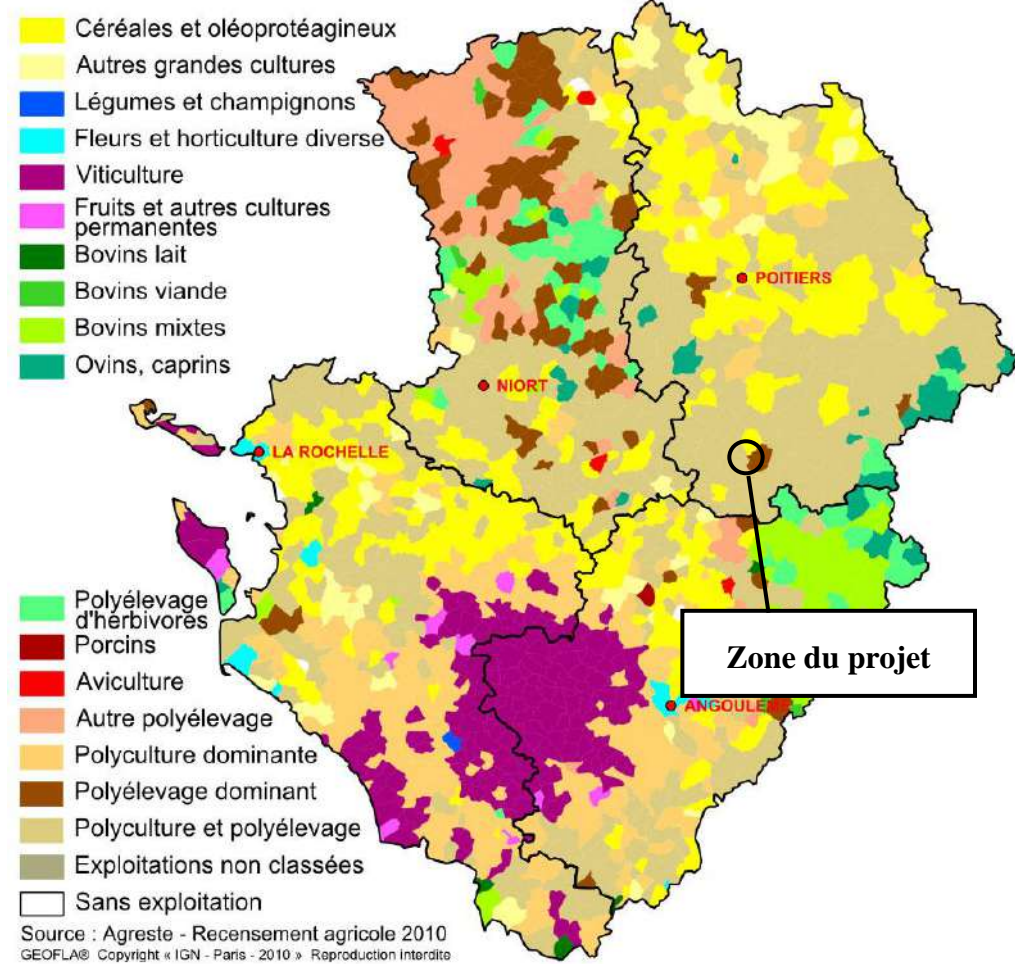 Céréales et oléoprotéagineux
Autres grandes cultures
Légumes et champignons
Fleurs et horticulture diverse
Viticulture
Fruits et autres cultures
permanentes
Bovins lait
Bovins viande
Bovins mixtes
Ovins, caprins
POITIERS
NIORT
LA ROCHELLE
Polyélevage
d'herbivores
Porcins
Aviculture
Autre polyélevage
Polyculture dominante
Polyélevage dominant
Polyculture et polyélevage
Exploitations non classées
Sans exploitation
Zone du projet
ANGOULEME
Source : Agreste - Recensement agricole 2010
GEOFLA® Copyright « IGN - Paris - 2010 » Reproduction interdite